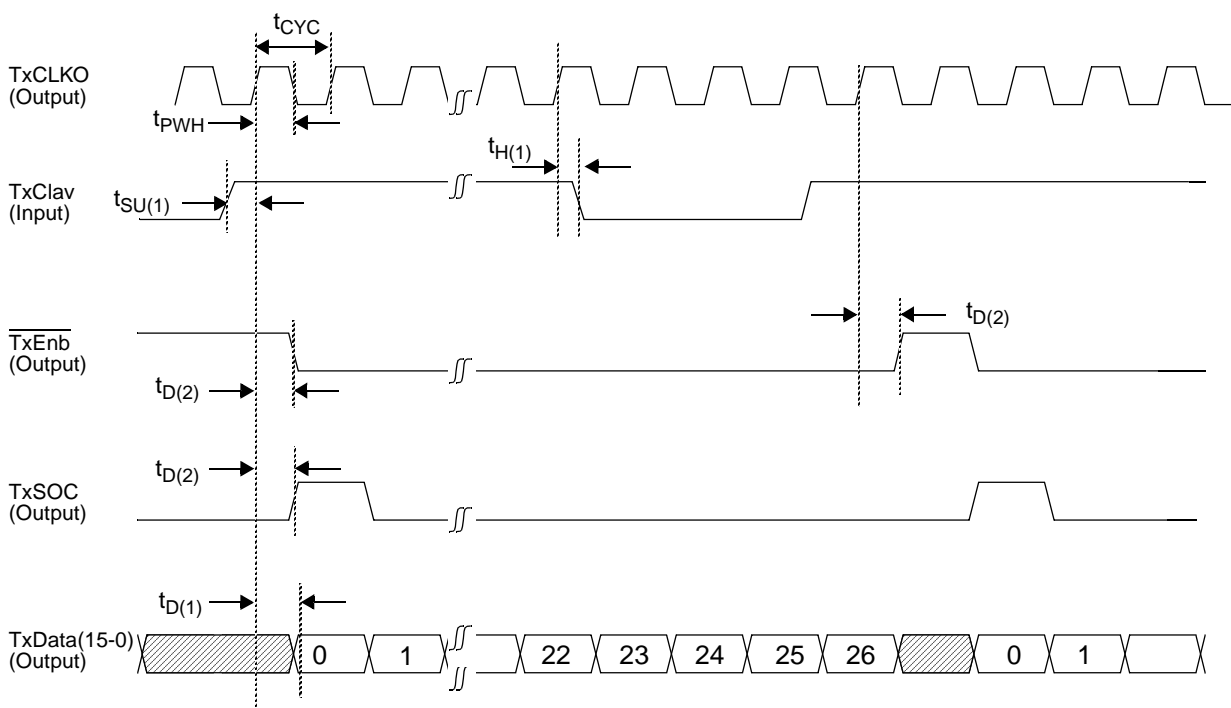 tCYC
TxCLKO
(Output)
tPWH
tH(1)
TxClav
(Input)
tSU(1)
TxEnb
(Output)
tD(2)
tD(2)
TxSOC
(Output)
tD(2)
tD(1)
TxData(15-0)
(Output)
0 1 22 23 24 25 26 0 1